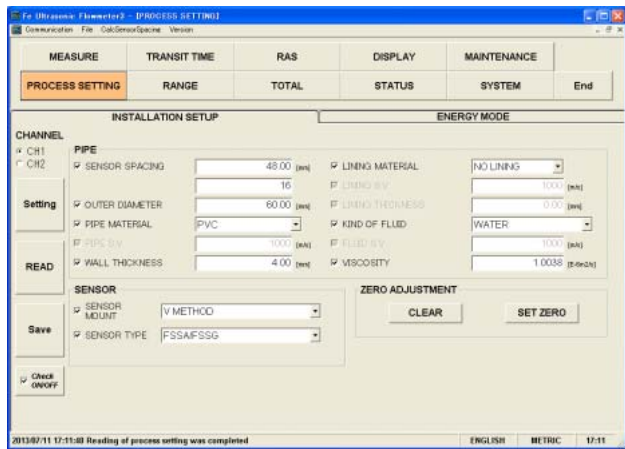 Fe Ultrasonic Flowmeter3 - [PROCESS SETTING]
Communication File CalcSensorSpacing Version
MEASURE TRANSIT TIME RAS DISPLAY MAINTENANCE
PROCESS SETTING RANGE TOTAL STATUS SYSTEM End
INSTALLATION SETUP ENERGY MODE
CHANNEL
CH1
CH2
Setting
READ
Save
Check ON/OFF
PIPE
SENSOR SPACING 48.00 [mm]
16
OUTER DIAMETER 60.00 [mm]
PIPE MATERIAL PVC
PIPE S.V. 1000 [m/s]
WALL THICKNESS 4.00 [mm]
LINING MATERIAL NO LINING
LINING S.V. 1000 [m/s]
LINING THICKNESS 0.00 [mm]
KIND OF FLUID WATER
FLUID S.V. 1000 [m/s]
VISCOSITY 1.0038 [E-6m2/s]
SENSOR
SENSOR MOUNT V METHOD
SENSOR TYPE FSSA/FSSG
ZERO ADJUSTMENT
CLEAR SET ZERO
2013/07/11 17:11:40 Reading of process setting was completed ENGLISH METRIC 17:11